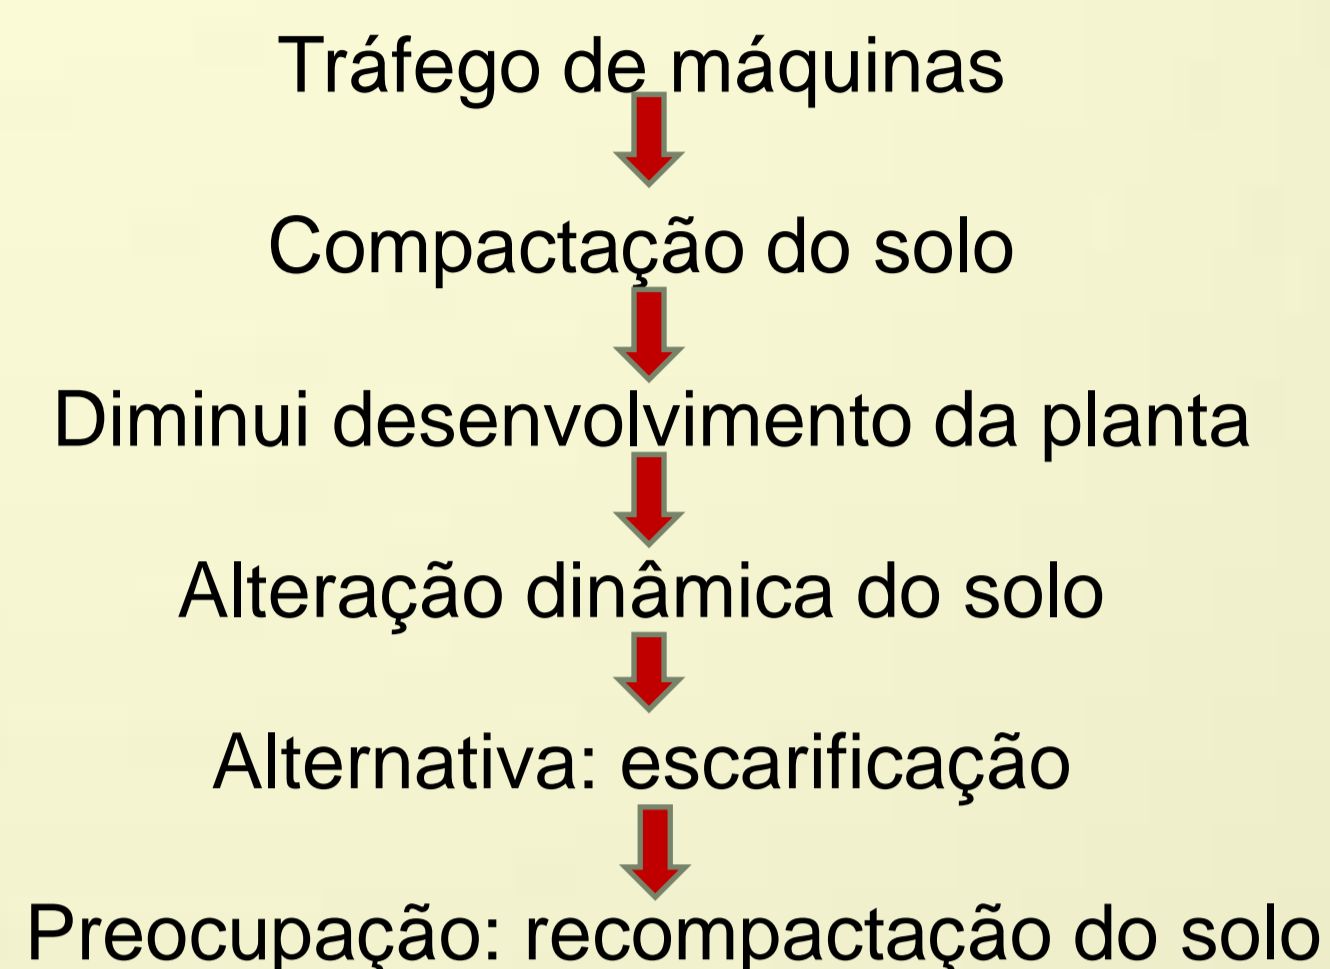 Tráfego de máquinas
Compactação do solo
Diminui desenvolvimento da planta
Alteração dinâmica do solo
Alternativa: escarificação
Preocupação: recompactação do solo